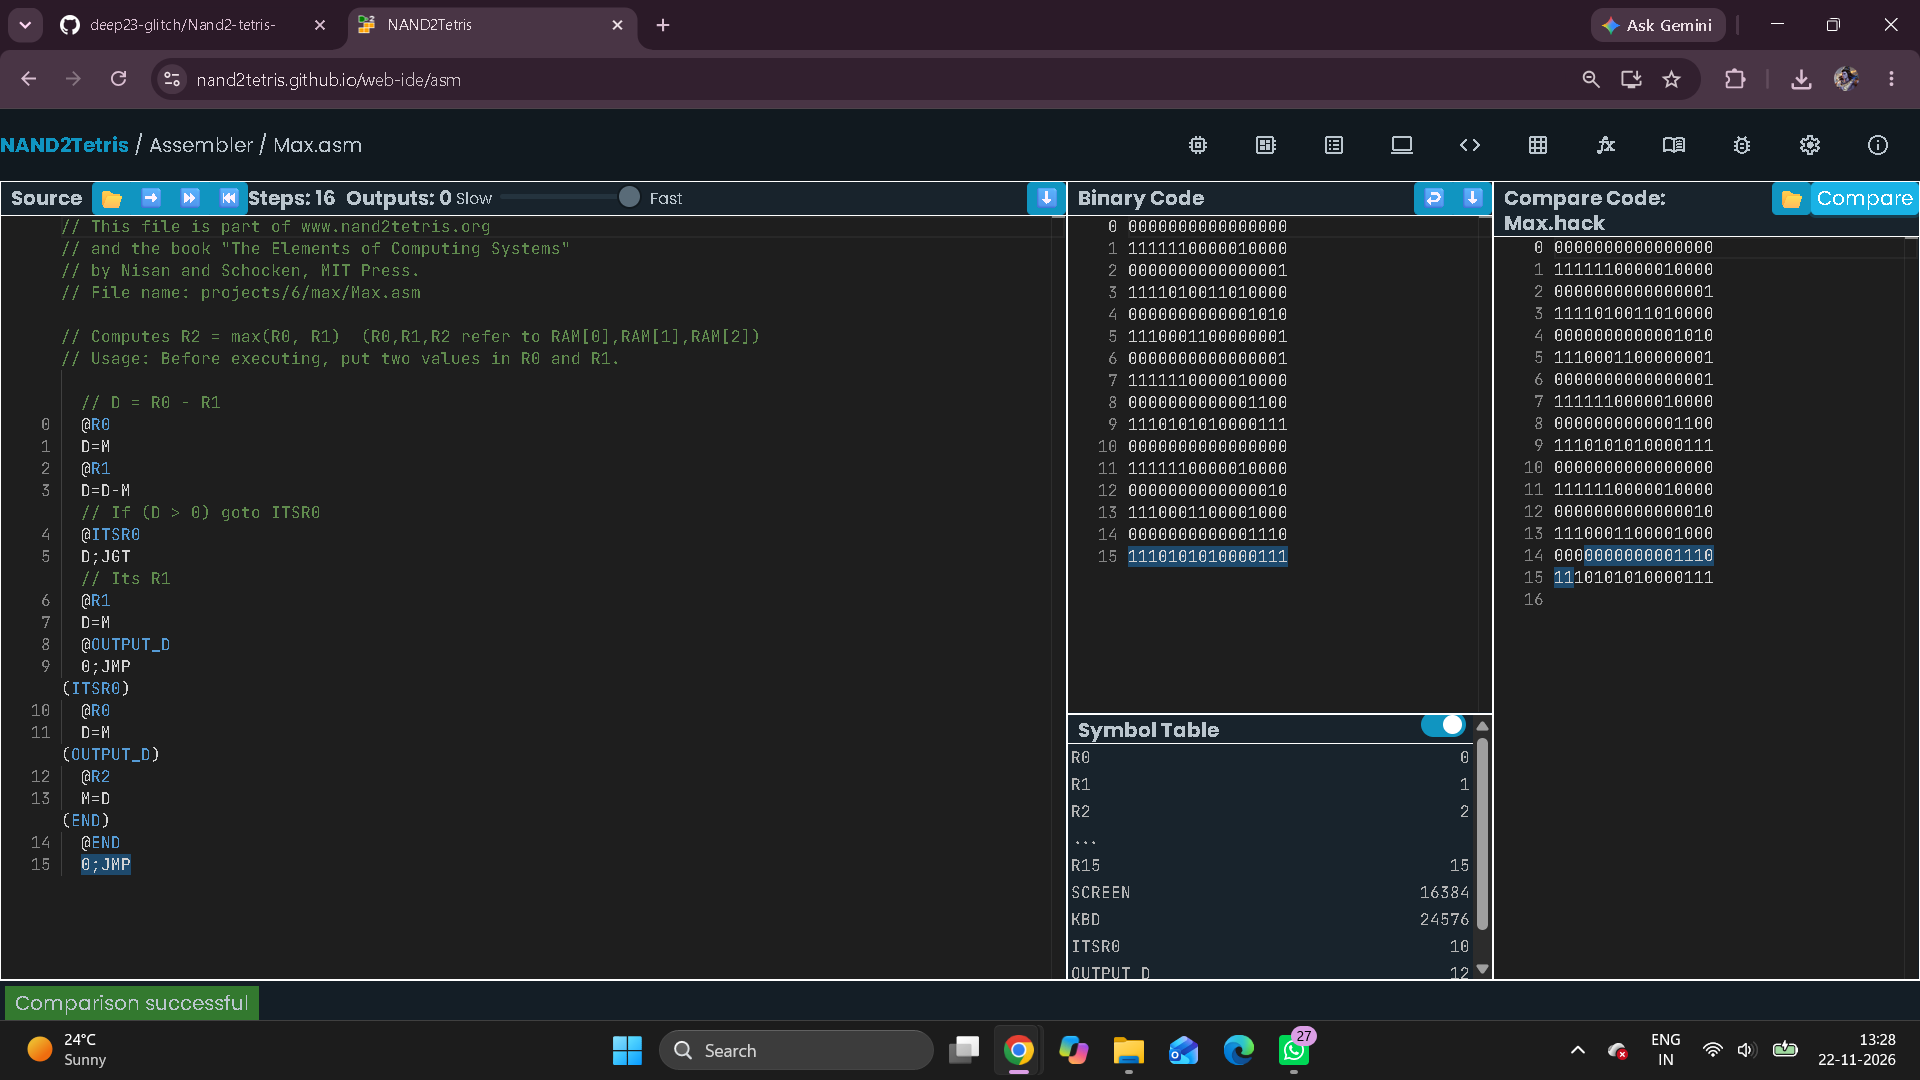 deep23-glitch/Nand2-tetris-
NAND2Tetris
Ask Gemini
nand2tetris.github.io/web-ide/asm
NAND2Tetris / Assembler / Max.asm
Source
Steps: 16 Outputs: 0 Slow Fast
// This file is part of www.nand2tetris.org
// and the book "The Elements of Computing Systems"
// by Nisan and Schocken, MIT Press.
// File name: projects/6/max/Max.asm
// Computes R2 = max(R0, R1)  (R0,R1,R2 refer to RAM[0],RAM[1],RAM[2])
// Usage: Before executing, put two values in R0 and R1.
// D = R0 - R1
0 @R0
1 D=M
2 @R1
3 D=D-M
// If (D > 0) goto ITSR0
4 @ITSR0
5 D;JGT
// Its R1
6 @R1
7 D=M
8 @OUTPUT_D
9 0;JMP
(ITSR0)
10 @R0
11 D=M
(OUTPUT_D)
12 @R2
13 M=D
(END)
14 @END
15 0;JMP
Binary Code
0 0000000000000000
1 1111110000010000
2 0000000000000001
3 1111010011010000
4 0000000000001010
5 1110001100000001
6 0000000000000001
7 1111110000010000
8 0000000000001100
9 1110101010000111
10 0000000000000000
11 1111110000010000
12 0000000000000010
13 1110001100001000
14 0000000000001110
15 1110101010000111
Symbol Table
R0 0
R1 1
R2 2
...
R15 15
SCREEN 16384
KBD 24576
ITSR0 10
OUTPUT_D 12
Compare Code:
Max.hack
Compare
0 0000000000000000
1 1111110000010000
2 0000000000000001
3 1111010011010000
4 0000000000001010
5 1110001100000001
6 0000000000000001
7 1111110000010000
8 0000000000001100
9 1110101010000111
10 0000000000000000
11 1111110000010000
12 0000000000000010
13 1110001100001000
14 0000000000001110
15 1110101010000111
16
Comparison successful
24°C
Sunny
Search
27
ENG
IN
13:28
22-11-2026